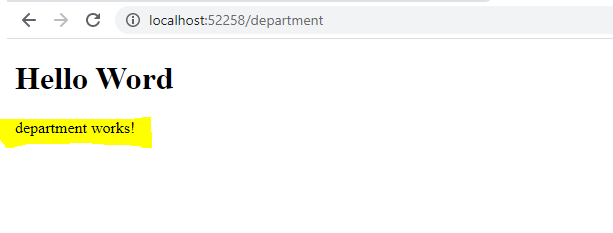 localhost:52258/department
Hello Word
department works!